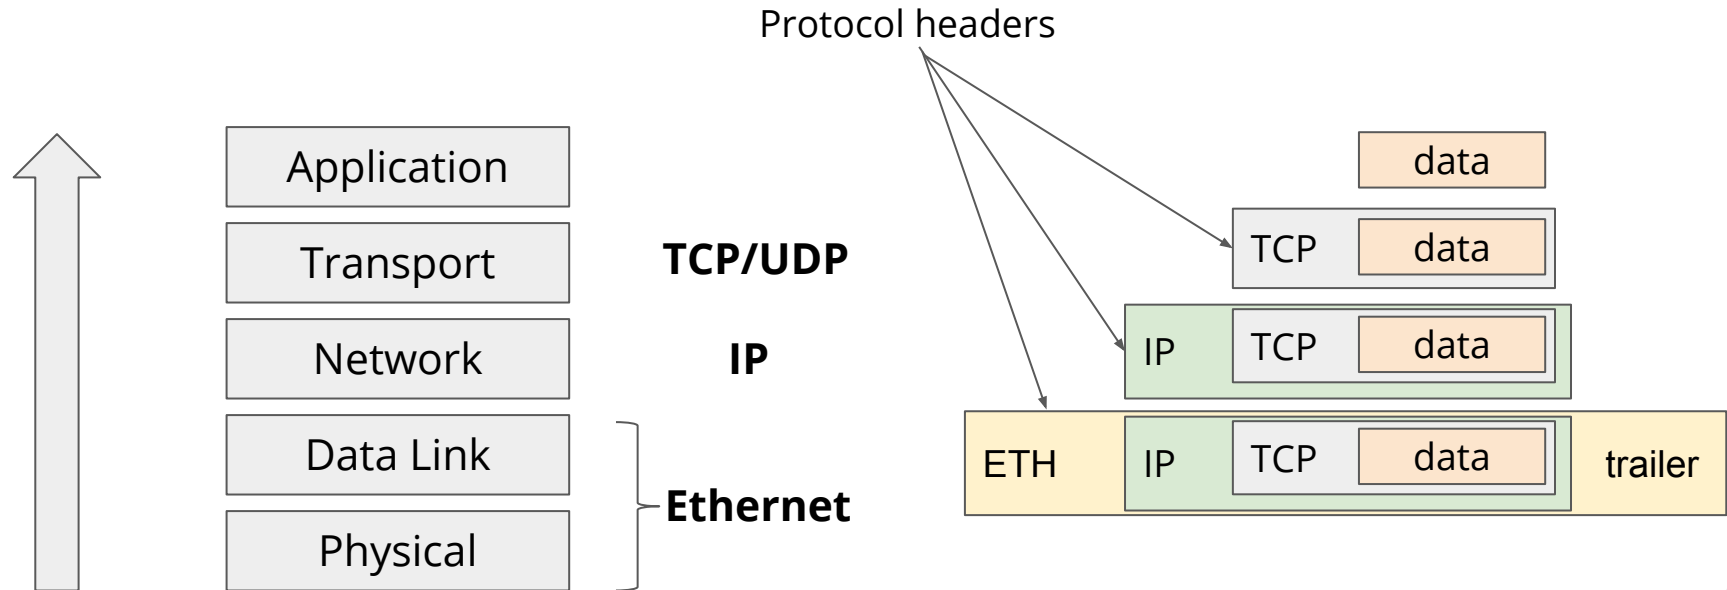 Protocol headers
Application
data
Transport
TCP/UDP
TCP data
Network
IP
IP TCP data
Data Link
ETH IP TCP data trailer
Ethernet
Physical